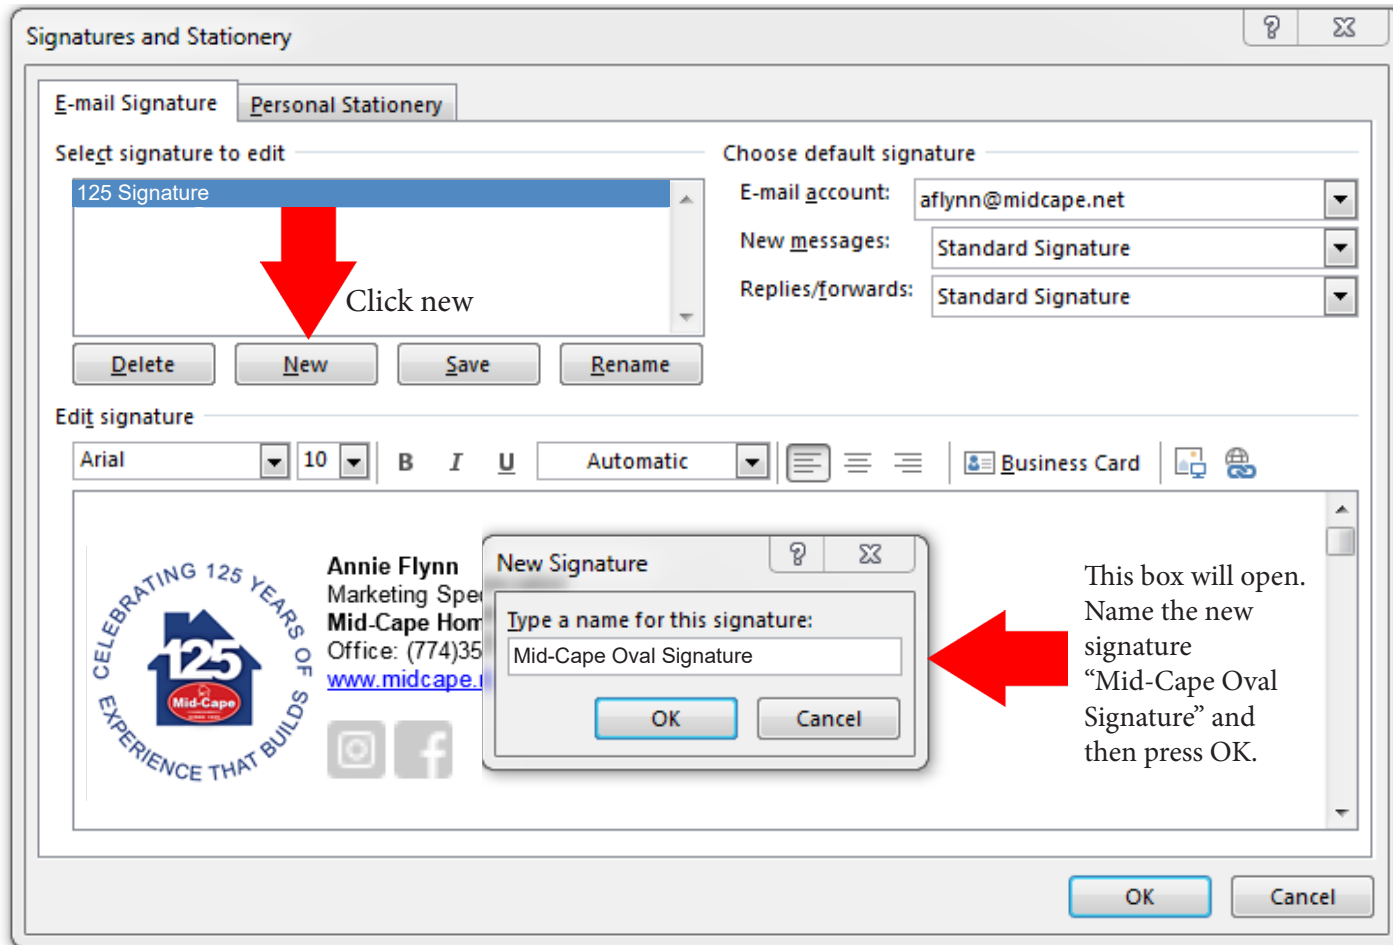 Signatures and Stationery
E-mail Signature
Personal Stationery
Select signature to edit
125 Signature
Click new
Delete
New
Save
Rename
Choose default signature
E-mail account:
aflynn@midcape.net
New messages:
Standard Signature
Replies/forwards:
Standard Signature
Edit signature
Arial
10
B
I
U
Automatic
Business Card
CELEBRATING 125 YEARS OF
EXPERIENCE THAT BUILDS
125
Mid-Cape
Annie Flynn
Marketing Spe
Mid-Cape Hom
Office: (774)35
www.midcape.
New Signature
Type a name for this signature:
Mid-Cape Oval Signature
OK
Cancel
This box will open.
Name the new
signature
“Mid-Cape Oval
Signature” and
then press OK.
OK
Cancel